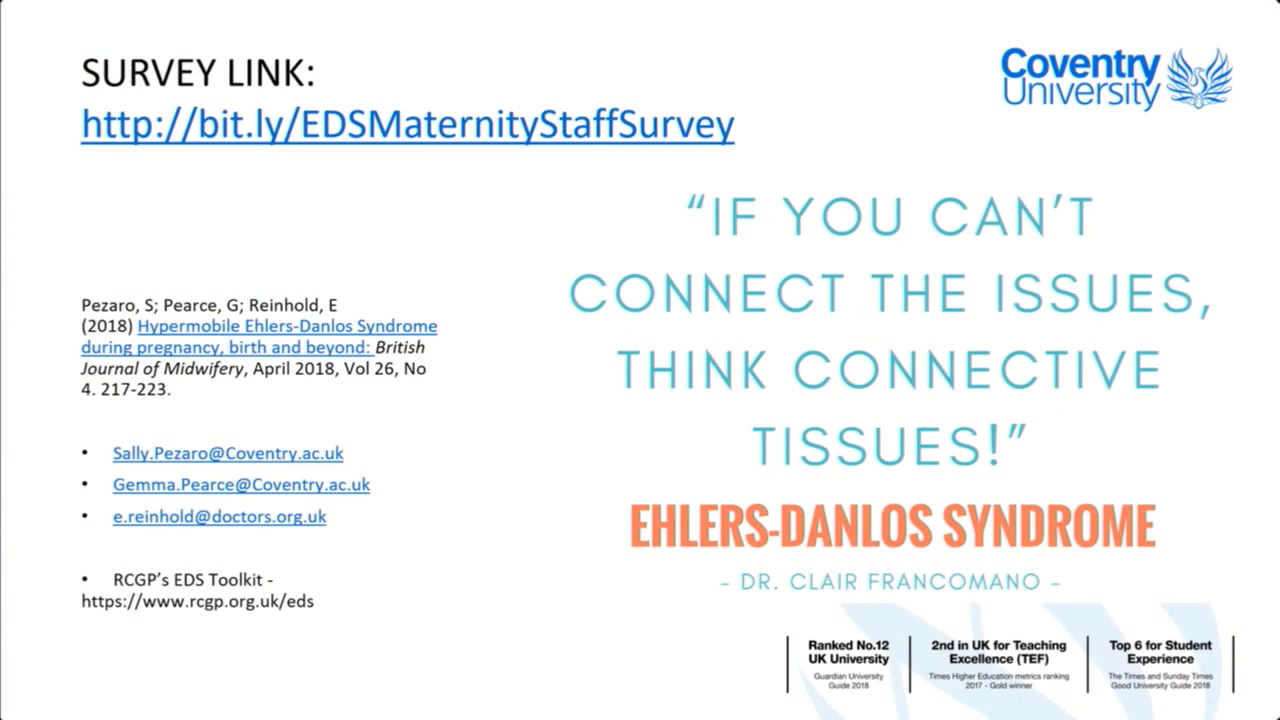 SURVEY LINK:
http://bit.ly/EDSMaternityStaffSurvey
Coventry
University
“IF YOU CAN’T
CONNECT THE ISSUES,
THINK CONNECTIVE
TISSUES!”
EHLERS-DANLOS SYNDROME
- DR. CLAIR FRANCOMANO -
Pezaro, S; Pearce, G; Reinhold, E
(2018) Hypermobile Ehlers-Danlos Syndrome
during pregnancy, birth and beyond: British
Journal of Midwifery, April 2018, Vol 26, No
4. 217-223.
• Sally.Pezaro@Coventry.ac.uk
• Gemma.Pearce@Coventry.ac.uk
• e.reinhold@doctors.org.uk
• RCGP’s EDS Toolkit -
https://www.rcgp.org.uk/eds
Ranked No.12
UK University
Guardian University
Guide 2018
2nd in UK for Teaching
Excellence (TEF)
Times Higher Education metrics ranking
2017 - Gold winner
Top 6 for Student
Experience
The Times and Sunday Times
Good University Guide 2018